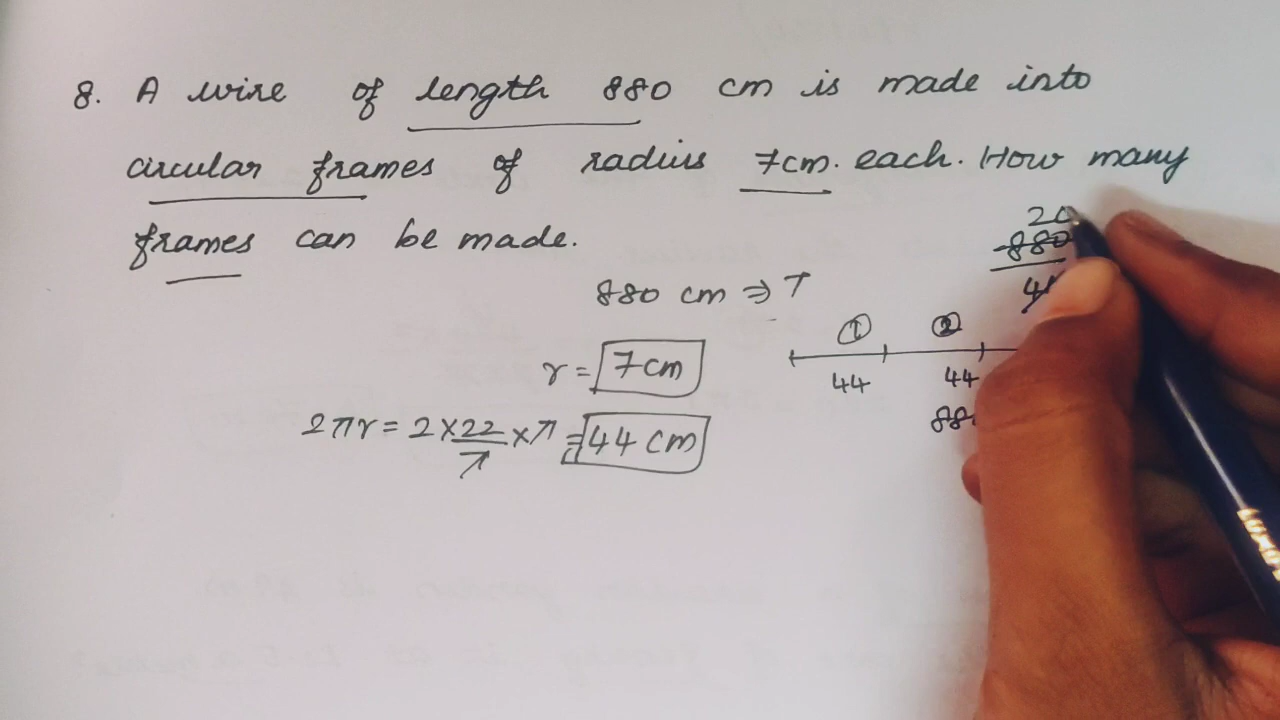 8. A wire of length 880 cm is made into
circular frames of radius 7cm. each. How many
frames can be made.
20
880
880 cm ⇒ T
① ②
r = 7cm
44 44
2πr = 2 × 22/7 × 7 = 44 cm